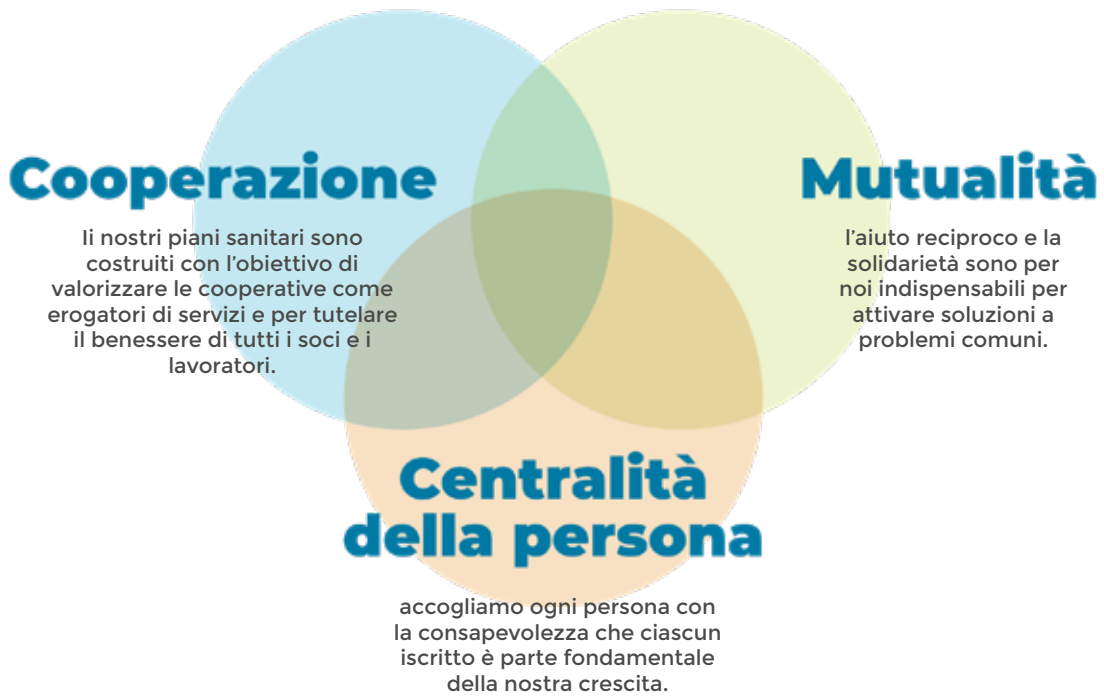 Cooperazione
Ii nostri piani sanitari sono
costruiti con l'obiettivo di
valorizzare le cooperative come
erogatori di servizi e per tutelare
il benessere di tutti i soci e i
lavoratori.
Mutualità
l'aiuto reciproco e la
solidarietà sono per
noi indispensabili per
attivare soluzioni a
problemi comuni.
Centralità
della persona
accogliamo ogni persona con
la consapevolezza che ciascun
iscritto è parte fondamentale
della nostra crescita.